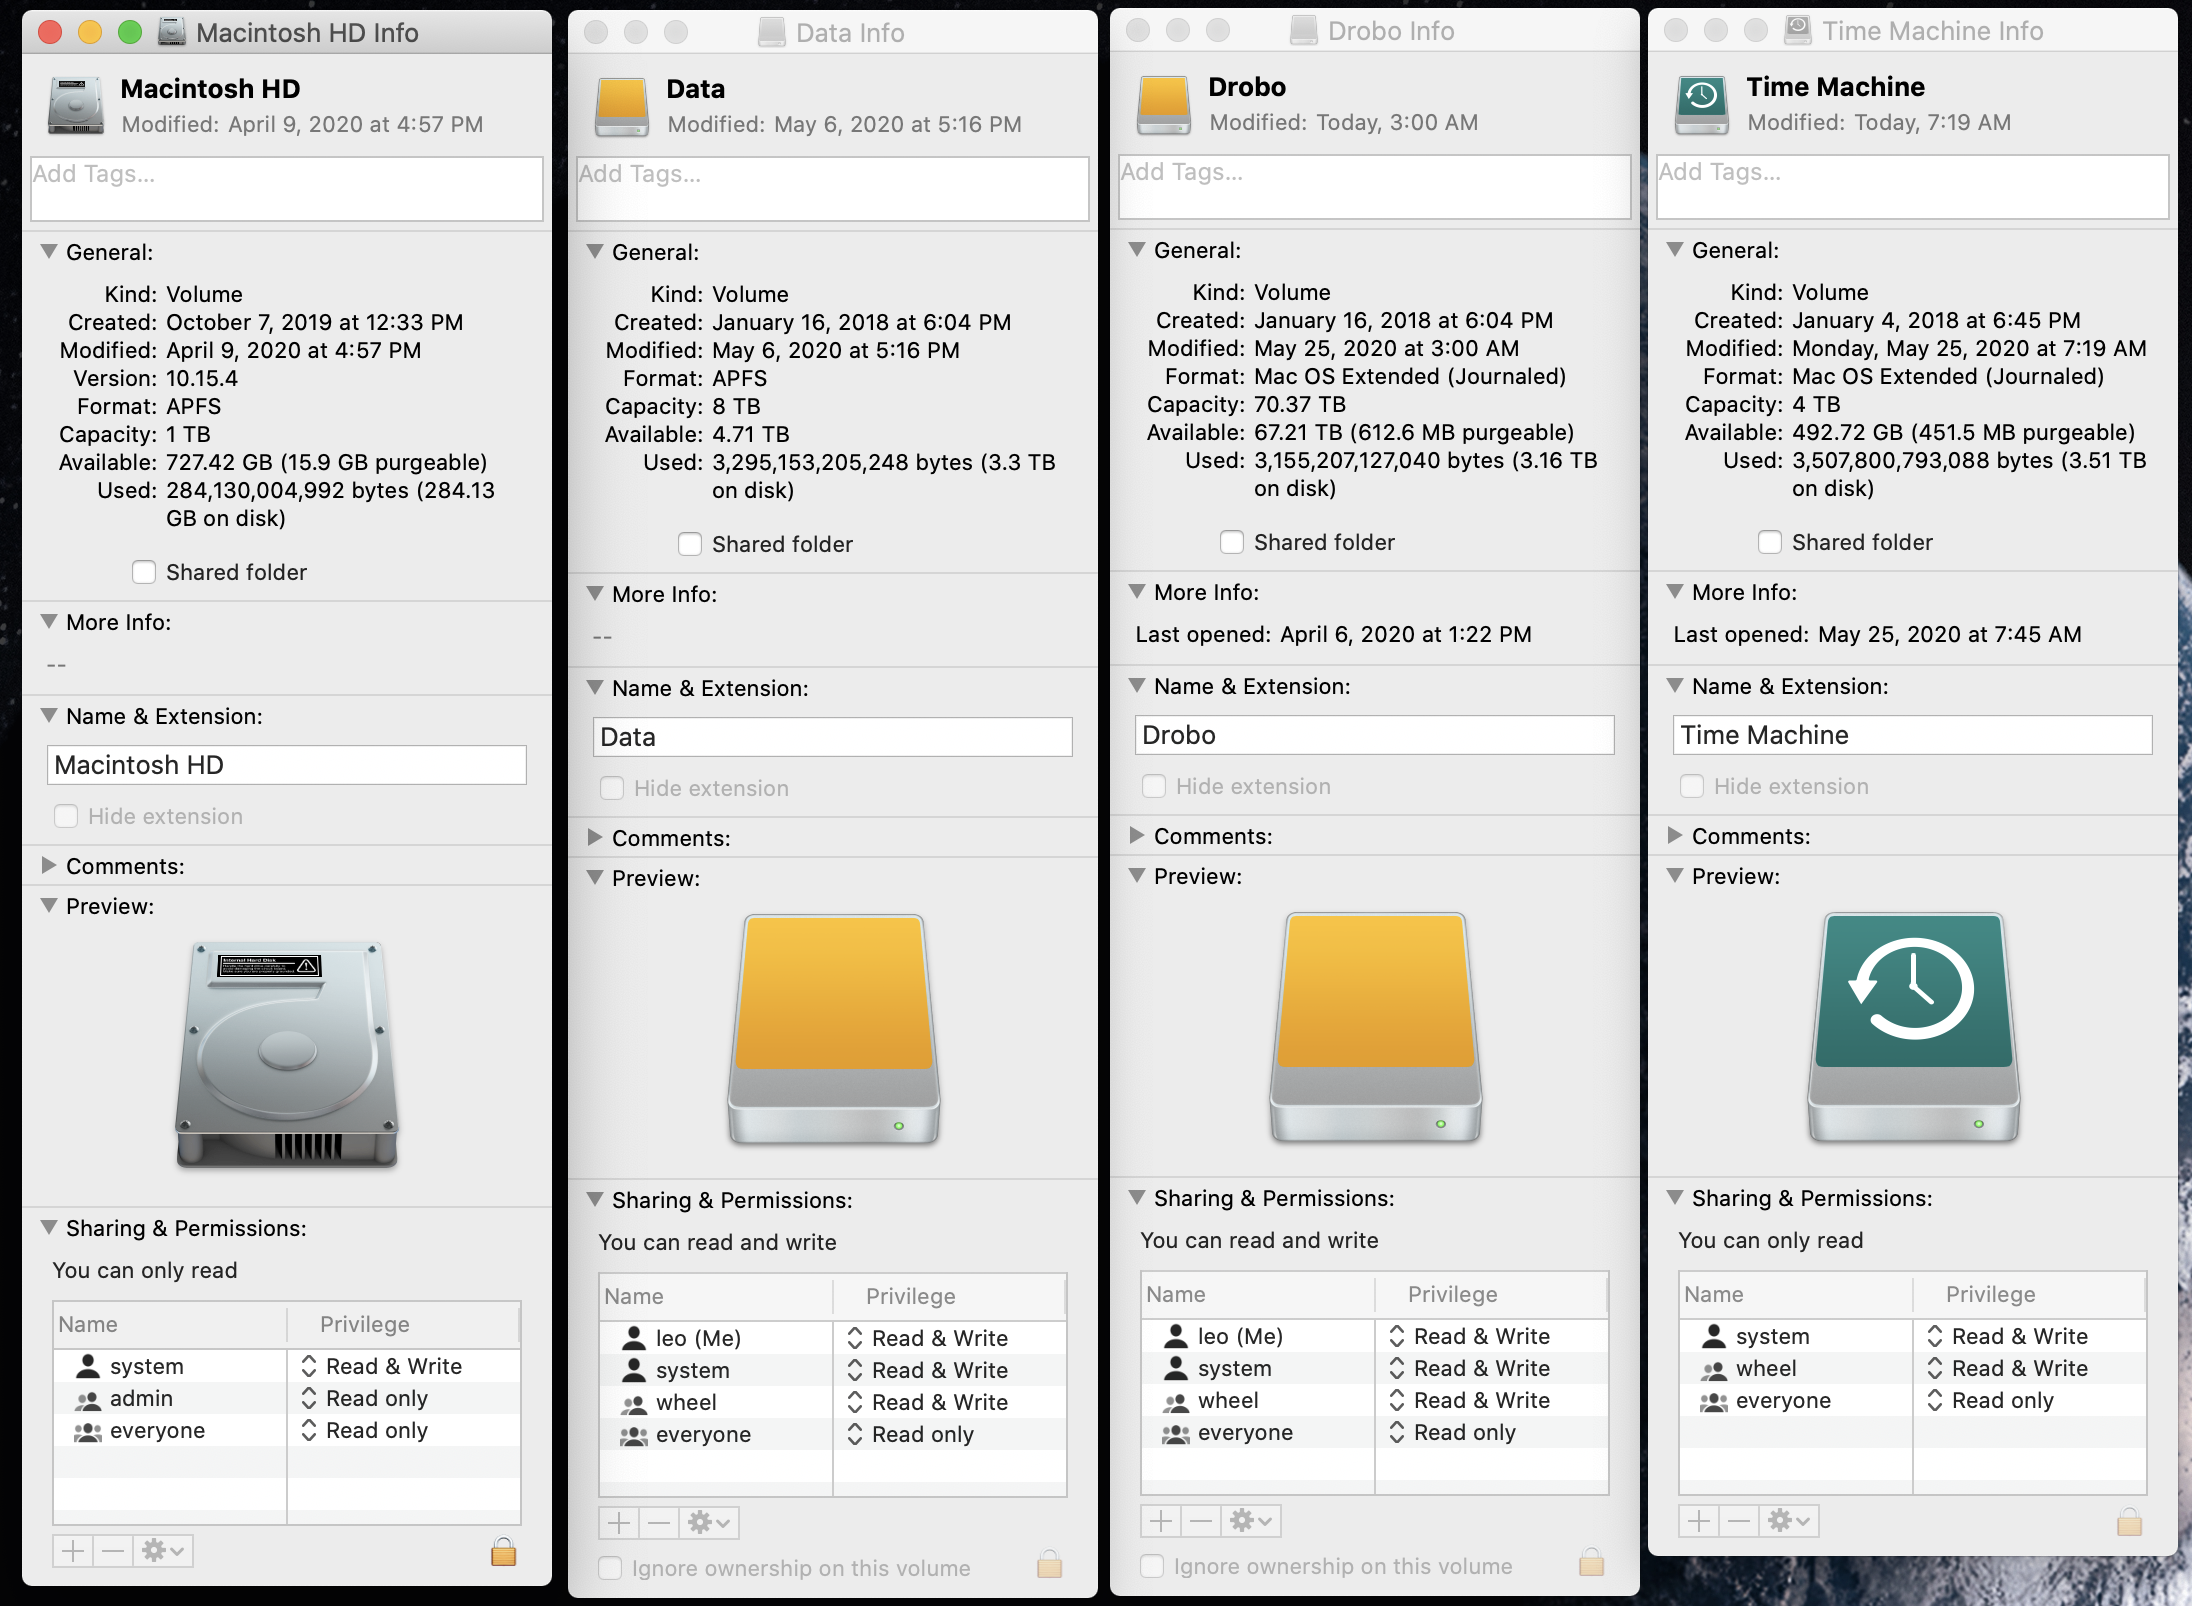 Macintosh HD Info
Macintosh HD
Modified: April 9, 2020 at 4:57 PM
Add Tags...
General:
Kind: Volume
Created: October 7, 2019 at 12:33 PM
Modified: April 9, 2020 at 4:57 PM
Version: 10.15.4
Format: APFS
Capacity: 1 TB
Available: 727.42 GB (15.9 GB purgeable)
Used: 284,130,004,992 bytes (284.13
GB on disk)
Shared folder
More Info:
--
Name & Extension:
Macintosh HD
Hide extension
Comments:
Preview:
Internal Hard Disk
Sharing & Permissions:
You can only read
Name Privilege
system Read & Write
admin Read only
everyone Read only
Data Info
Data
Modified: May 6, 2020 at 5:16 PM
Add Tags...
General:
Kind: Volume
Created: January 16, 2018 at 6:04 PM
Modified: May 6, 2020 at 5:16 PM
Format: APFS
Capacity: 8 TB
Available: 4.71 TB
Used: 3,295,153,205,248 bytes (3.3 TB
on disk)
Shared folder
More Info:
--
Name & Extension:
Data
Hide extension
Comments:
Preview:
Sharing & Permissions:
You can read and write
Name Privilege
leo (Me) Read & Write
system Read & Write
wheel Read & Write
everyone Read only
Ignore ownership on this volume
Drobo Info
Drobo
Modified: Today, 3:00 AM
Add Tags...
General:
Kind: Volume
Created: January 16, 2018 at 6:04 PM
Modified: May 25, 2020 at 3:00 AM
Format: Mac OS Extended (Journaled)
Capacity: 70.37 TB
Available: 67.21 TB (612.6 MB purgeable)
Used: 3,155,207,127,040 bytes (3.16 TB
on disk)
Shared folder
More Info:
Last opened: April 6, 2020 at 1:22 PM
Name & Extension:
Drobo
Hide extension
Comments:
Preview:
Sharing & Permissions:
You can read and write
Name Privilege
leo (Me) Read & Write
system Read & Write
wheel Read & Write
everyone Read only
Ignore ownership on this volume
Time Machine Info
Time Machine
Modified: Today, 7:19 AM
Add Tags...
General:
Kind: Volume
Created: January 4, 2018 at 6:45 PM
Modified: Monday, May 25, 2020 at 7:19 AM
Format: Mac OS Extended (Journaled)
Capacity: 4 TB
Available: 492.72 GB (451.5 MB purgeable)
Used: 3,507,800,793,088 bytes (3.51 TB
on disk)
Shared folder
More Info:
Last opened: May 25, 2020 at 7:45 AM
Name & Extension:
Time Machine
Hide extension
Comments:
Preview:
Sharing & Permissions:
You can only read
Name Privilege
system Read & Write
wheel Read & Write
everyone Read only